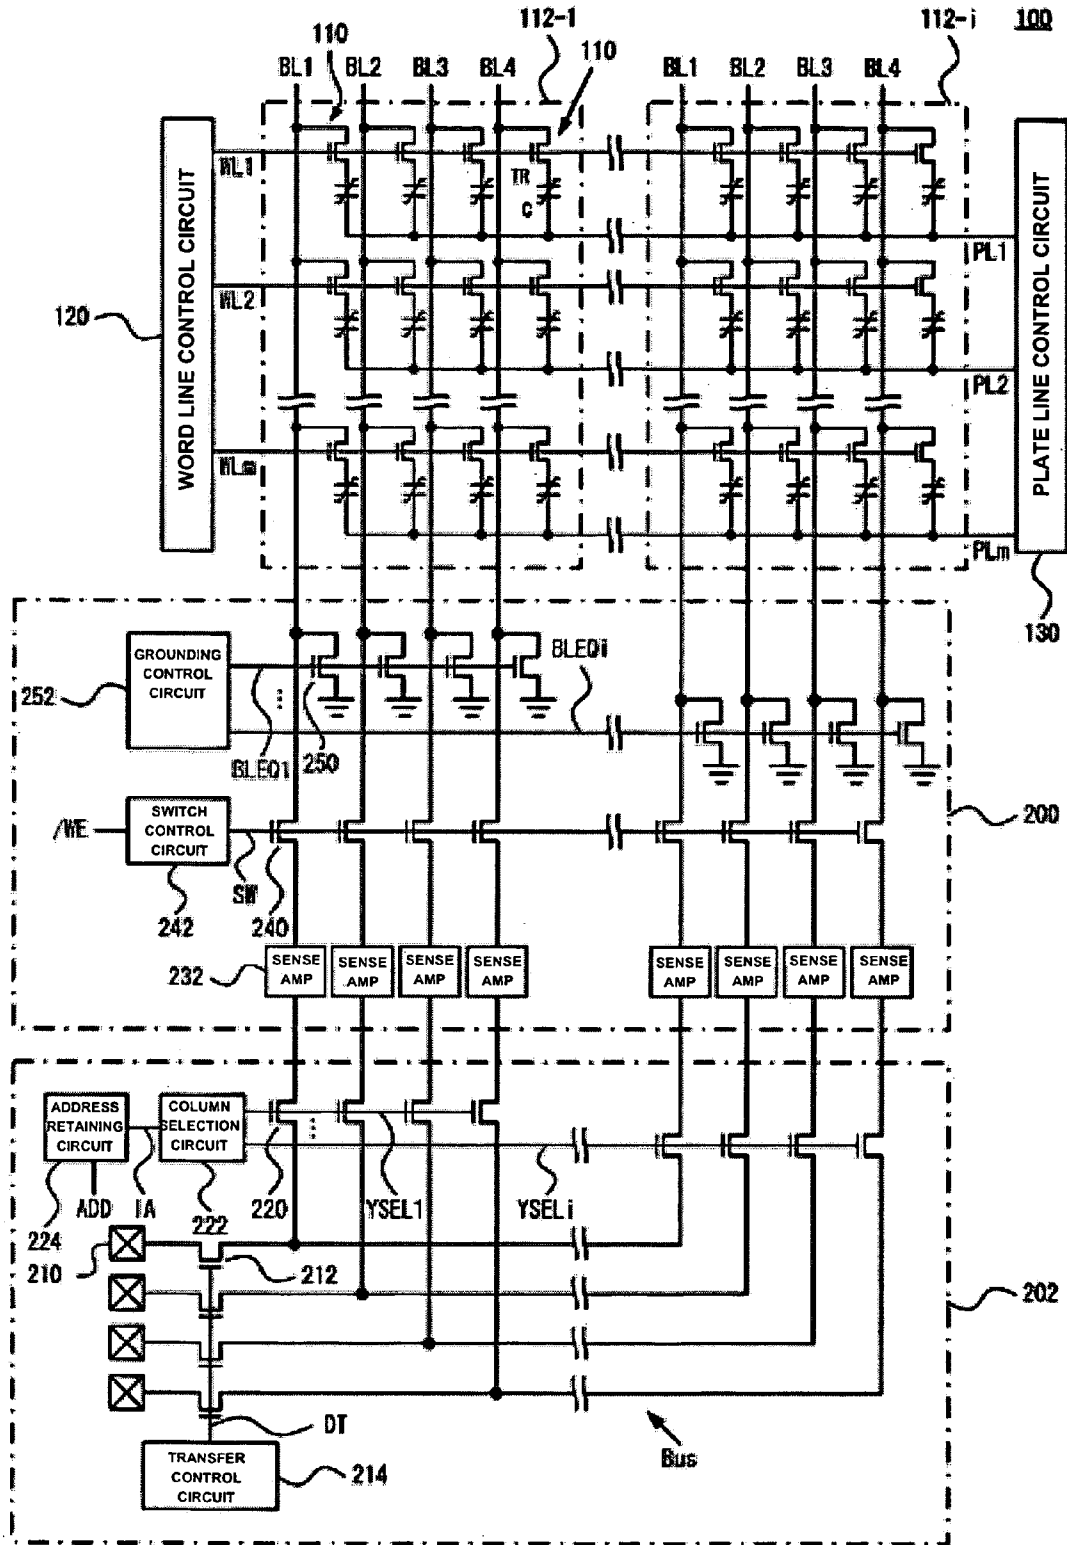 112-1
112-i
100
110
110
BL1 BL2 BL3 BL4
BL1 BL2 BL3 BL4
WORD LINE CONTROL CIRCUIT
120
WL1
WL2
WLm
TR
C
PL1
PL2
PLm
PLATE LINE CONTROL CIRCUIT
130
GROUNDING
CONTROL
CIRCUIT
252
BLEQ1
250
BLEQi
/WE
SWITCH
CONTROL
CIRCUIT
242
SW
240
200
232
SENSE
AMP
SENSE
AMP
SENSE
AMP
SENSE
AMP
SENSE
AMP
SENSE
AMP
SENSE
AMP
SENSE
AMP
ADDRESS
RETAINING
CIRCUIT
COLUMN
SELECTION
CIRCUIT
224
ADD
IA
222
220
YSEL1
YSELi
210
212
202
DT
Bus
TRANSFER
CONTROL
CIRCUIT
214